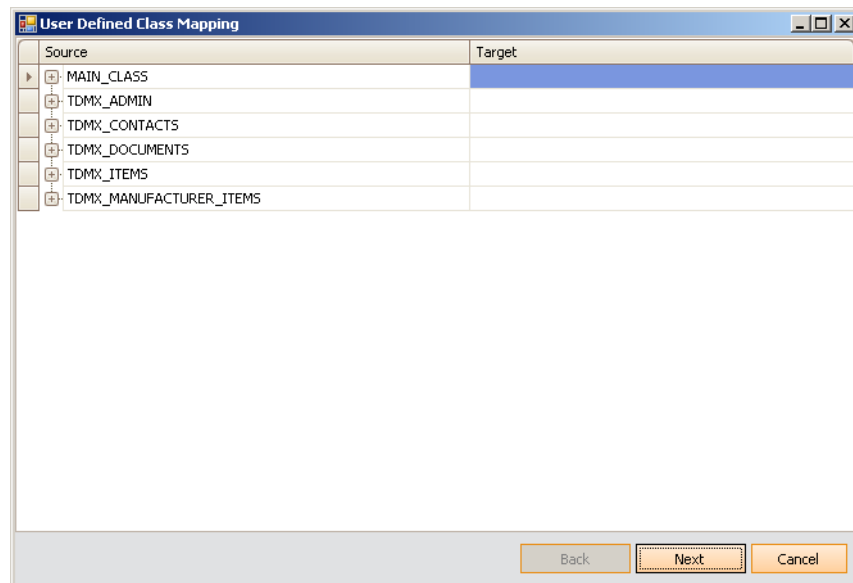 User Defined Class Mapping
Source Target
MAIN_CLASS
TDMX_ADMIN
TDMX_CONTACTS
TDMX_DOCUMENTS
TDMX_ITEMS
TDMX_MANUFACTURER_ITEMS
Back Next Cancel